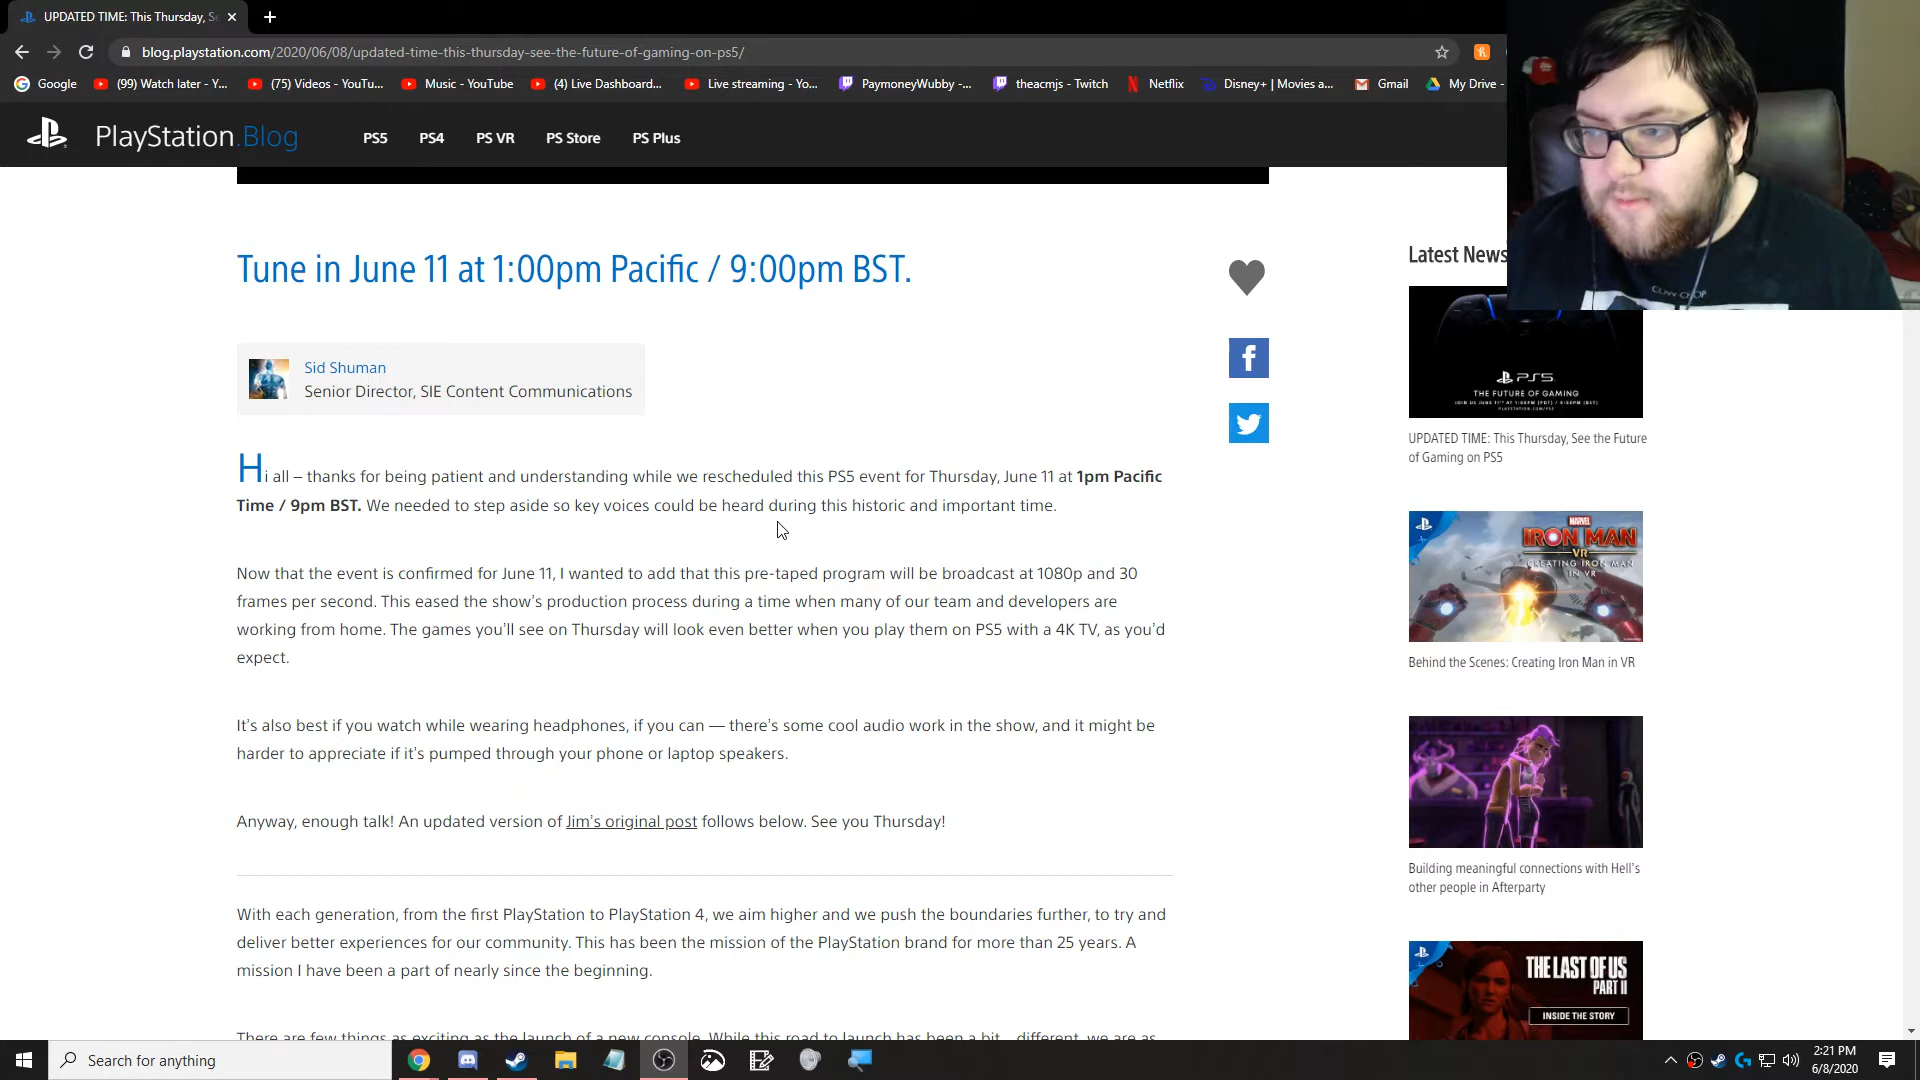 UPDATED TIME: This Thursday, Se
blog.playstation.com/2020/06/08/updated-time-this-thursday-see-the-future-of-gaming-on-ps5/
Google
(99) Watch later - Y...
(75) Videos - YouTu...
Music - YouTube
(4) Live Dashboard...
Live streaming - Yo...
PaymoneyWubby -...
theacmjs - Twitch
Netflix
Disney+ | Movies a...
Gmail
My Drive -
PlayStation.Blog
PS5
PS4
PS VR
PS Store
PS Plus
Tune in June 11 at 1:00pm Pacific / 9:00pm BST.
Sid Shuman
Senior Director, SIE Content Communications
Hi all – thanks for being patient and understanding while we rescheduled this PS5 event for Thursday, June 11 at 1pm Pacific
Time / 9pm BST. We needed to step aside so key voices could be heard during this historic and important time.
Now that the event is confirmed for June 11, I wanted to add that this pre-taped program will be broadcast at 1080p and 30
frames per second. This eased the show's production process during a time when many of our team and developers are
working from home. The games you'll see on Thursday will look even better when you play them on PS5 with a 4K TV, as you'd
expect.
It's also best if you watch while wearing headphones, if you can — there's some cool audio work in the show, and it might be
harder to appreciate if it's pumped through your phone or laptop speakers.
Anyway, enough talk! An updated version of Jim's original post follows below. See you Thursday!
With each generation, from the first PlayStation to PlayStation 4, we aim higher and we push the boundaries further, to try and
deliver better experiences for our community. This has been the mission of the PlayStation brand for more than 25 years. A
mission I have been a part of nearly since the beginning.
There are few things as exciting as the launch of a new console. While this road to launch has been a bit... different, we are as
Latest News
PS5
THE FUTURE OF GAMING
JOIN US JUNE 11TH AT 1:00PM (PDT) / 9:00PM (BST)
PLAYSTATION.COM/PS5
UPDATED TIME: This Thursday, See the Future
of Gaming on PS5
MARVEL
IRON MAN
VR
CREATING IRON MAN
IN VR
Behind the Scenes: Creating Iron Man in VR
Building meaningful connections with Hell's
other people in Afterparty
THE LAST OF US
PART II
INSIDE THE STORY
Search for anything
2:21 PM
6/8/2020